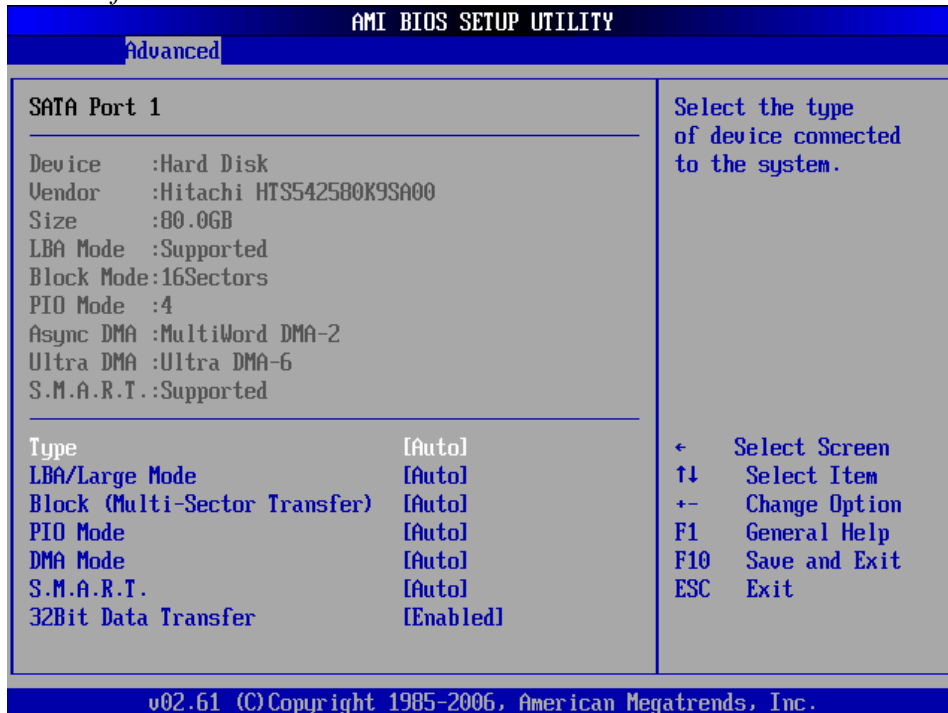 AMI BIOS SETUP UTILITY
Advanced
SATA Port 1
Device :Hard Disk
Vendor :Hitachi HTS542580K9SA00
Size :80.0GB
LBA Mode :Supported
Block Mode:16Sectors
PIO Mode :4
Async DMA :MultiWord DMA-2
Ultra DMA :Ultra DMA-6
S.M.A.R.T.:Supported
Type [Auto]
LBA/Large Mode [Auto]
Block (Multi-Sector Transfer) [Auto]
PIO Mode [Auto]
DMA Mode [Auto]
S.M.A.R.T. [Auto]
32Bit Data Transfer [Enabled]
Select the type
of device connected
to the system.
← Select Screen
↑↓ Select Item
+- Change Option
F1 General Help
F10 Save and Exit
ESC Exit
v02.61 (C)Copyright 1985-2006, American Megatrends, Inc.